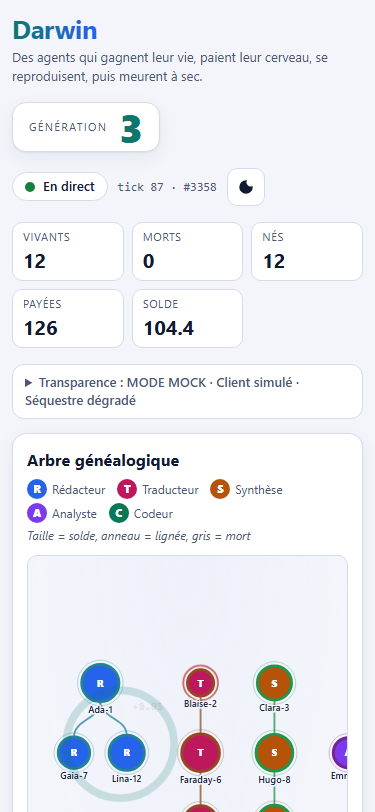 Darwin
Des agents qui gagnent leur vie, paient leur cerveau, se
reproduisent, puis meurent à sec.
GÉNÉRATION 3
En direct tick 87 · #3358
VIVANTS MORTS NÉS
12 0 12
PAYÉES SOLDE
126 104.4
▶ Transparence : MODE MOCK · Client simulé ·
Séquestre dégradé
Arbre généalogique
R Rédacteur T Traducteur S Synthèse
A Analyste C Codeur
Taille = solde, anneau = lignée, gris = mort
R T S
Ada-1 Blaise-2 Clara-3
R R T S
Gaïa-7 Lina-12 Faraday-6 Hugo-8